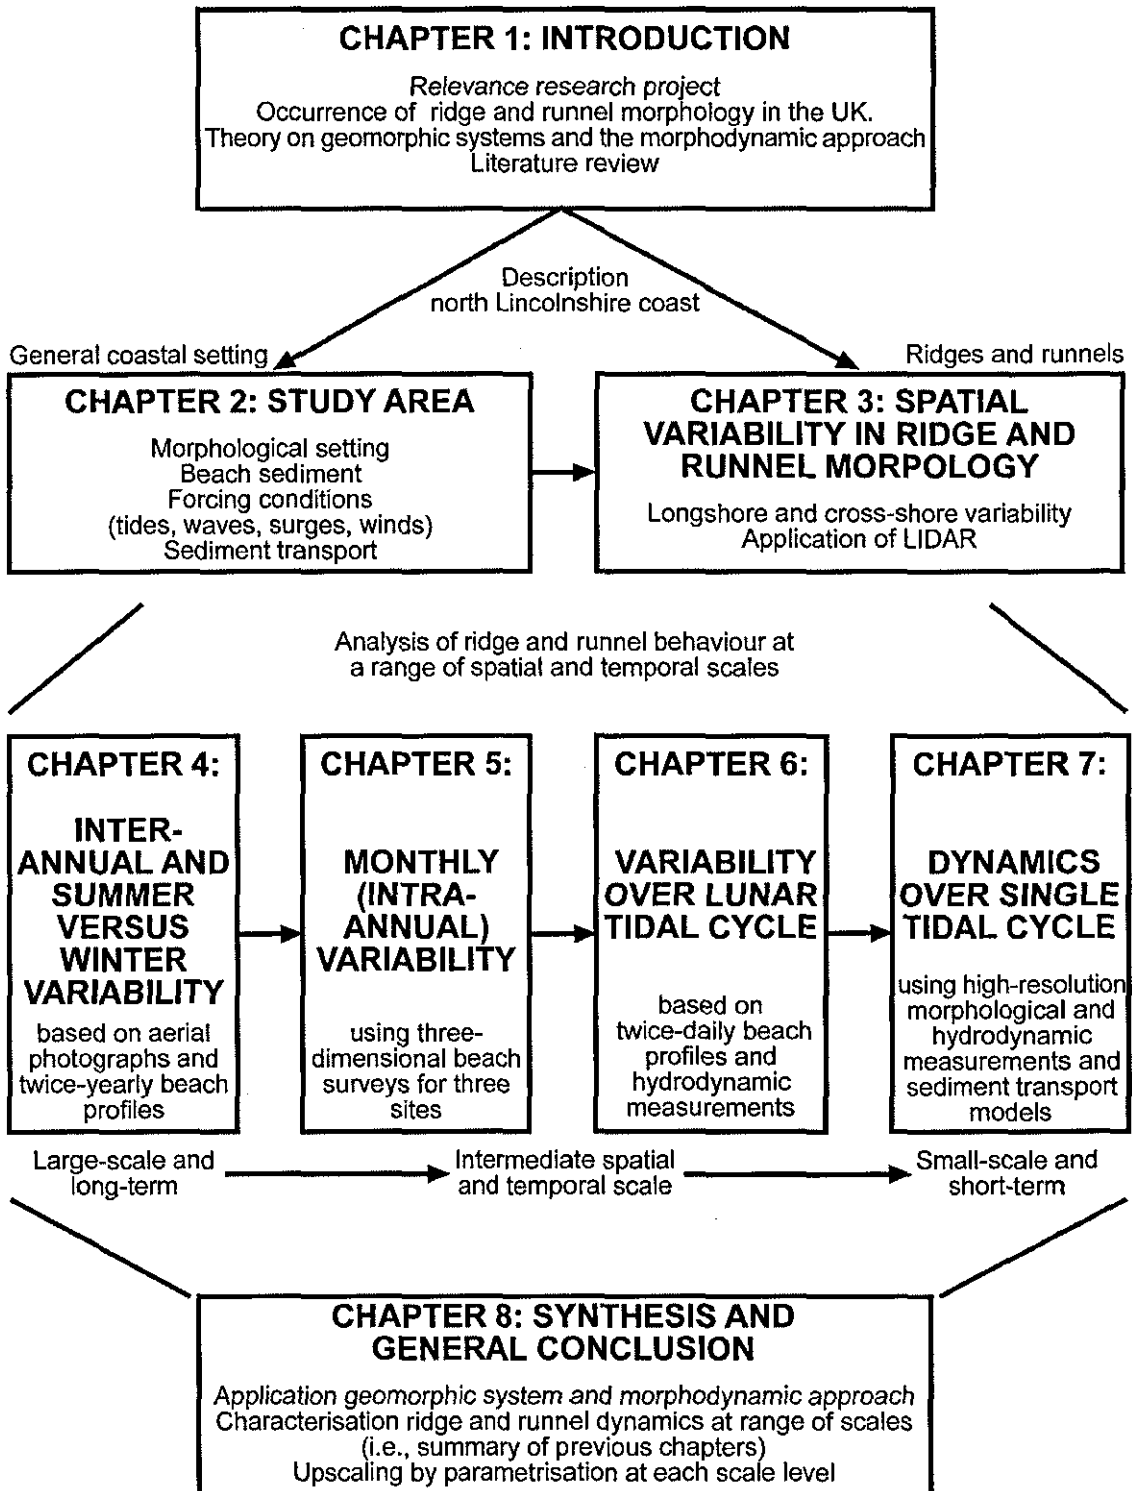 CHAPTER 1: INTRODUCTION
Relevance research project
Occurrence of ridge and runnel morphology in the UK.
Theory on geomorphic systems and the morphodynamic approach
Literature review
Description
north Lincolnshire coast
General coastal setting
Ridges and runnels
CHAPTER 2: STUDY AREA
Morphological setting
Beach sediment
Forcing conditions
(tides, waves, surges, winds)
Sediment transport
CHAPTER 3: SPATIAL
VARIABILITY IN RIDGE AND
RUNNEL MORPOLOGY
Longshore and cross-shore variability
Application of LIDAR
Analysis of ridge and runnel behaviour at
a range of spatial and temporal scales
CHAPTER 4:
INTER-
ANNUAL AND
SUMMER
VERSUS
WINTER
VARIABILITY
based on aerial
photographs and
twice-yearly beach
profiles
CHAPTER 5:
MONTHLY
(INTRA-
ANNUAL)
VARIABILITY
using three-
dimensional beach
surveys for three
sites
CHAPTER 6:
VARIABILITY
OVER LUNAR
TIDAL CYCLE
based on
twice-daily beach
profiles and
hydrodynamic
measurements
CHAPTER 7:
DYNAMICS
OVER SINGLE
TIDAL CYCLE
using high-resolution
morphological and
hydrodynamic
measurements and
sediment transport
models
Large-scale and
long-term
Intermediate spatial
and temporal scale
Small-scale and
short-term
CHAPTER 8: SYNTHESIS AND
GENERAL CONCLUSION
Application geomorphic system and morphodynamic approach
Characterisation ridge and runnel dynamics at range of scales
(i.e., summary of previous chapters)
Upscaling by parametrisation at each scale level